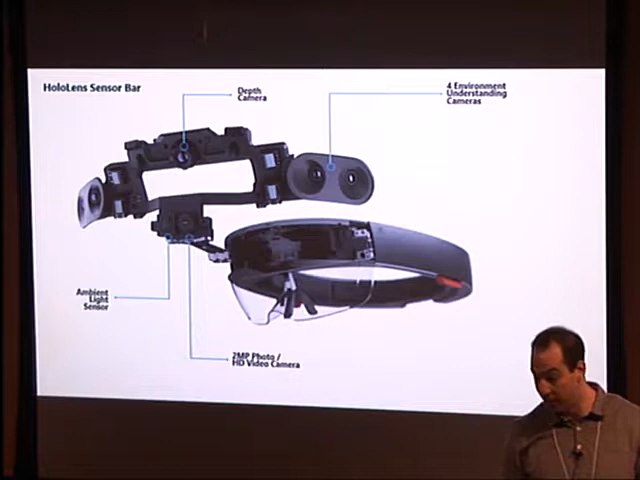 HoloLens Sensor Bar
Depth
Camera
4 Environment
Understanding
Cameras
Ambient
Light
Sensor
2MP Photo /
HD Video Camera